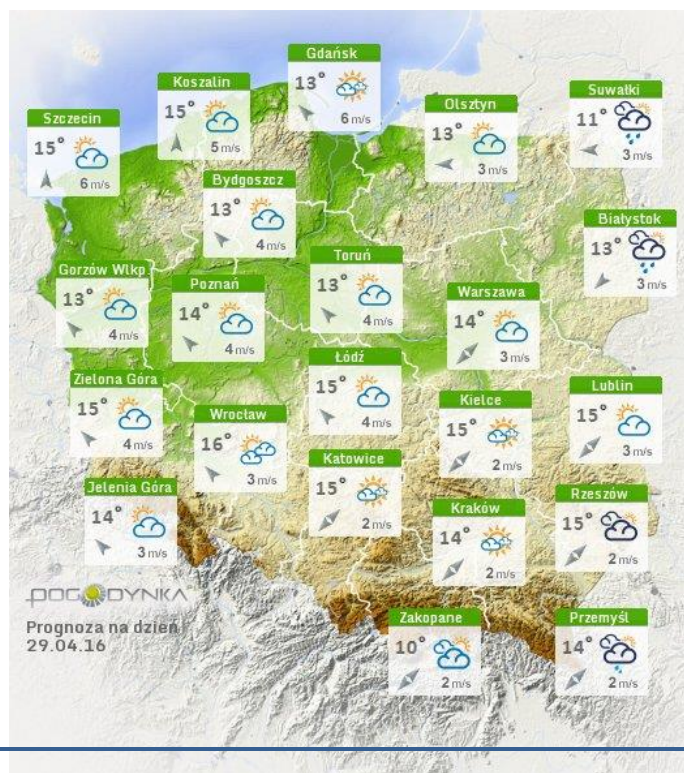 Gdańsk
13°
6 m/s
Koszalin
15°
5 m/s
Suwałki
11°
3 m/s
Olsztyn
13°
3 m/s
Szczecin
15°
6 m/s
Bydgoszcz
13°
4 m/s
Białystok
13°
3 m/s
Toruń
13°
4 m/s
Gorzów Wlkp
13°
4 m/s
Poznań
14°
4 m/s
Warszawa
14°
3 m/s
Łódź
15°
4 m/s
Zielona Góra
15°
4 m/s
Lublin
15°
3 m/s
Kielce
15°
2 m/s
Wrocław
16°
3 m/s
Katowice
15°
2 m/s
Jelenia Góra
14°
3 m/s
Rzeszów
15°
2 m/s
Kraków
14°
2 m/s
POGODYNKA
Prognoza na dzień
29.04.16
Zakopane
10°
2 m/s
Przemyśl
14°
2 m/s